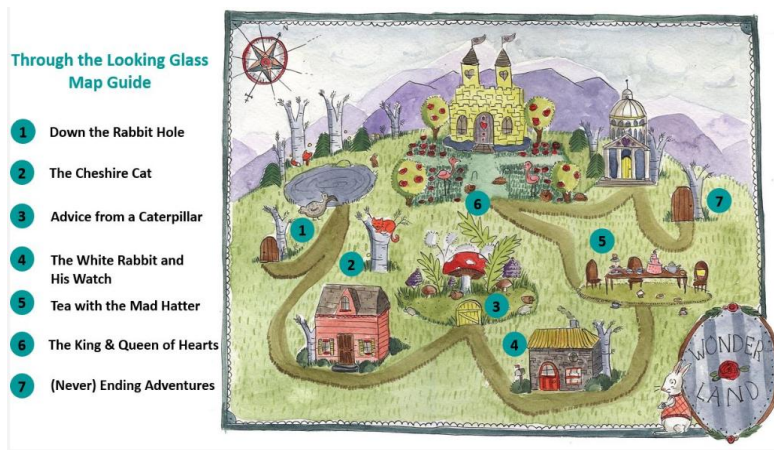 Through the Looking Glass
Map Guide
1 Down the Rabbit Hole
2 The Cheshire Cat
3 Advice from a Caterpillar
4 The White Rabbit and
His Watch
5 Tea with the Mad Hatter
6 The King & Queen of Hearts
7 (Never) Ending Adventures
N
6
7
1
5
2
3
4
WONDER
LAND